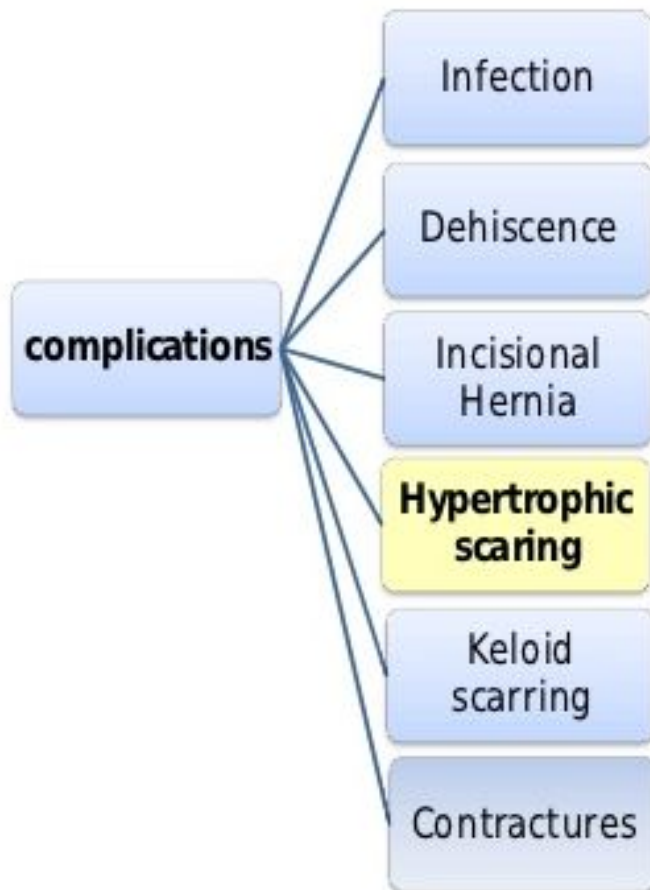 complications
Infection
Dehiscence
Incisional
Hernia
Hypertrophic
scaring
Keloid
scarring
Contractures